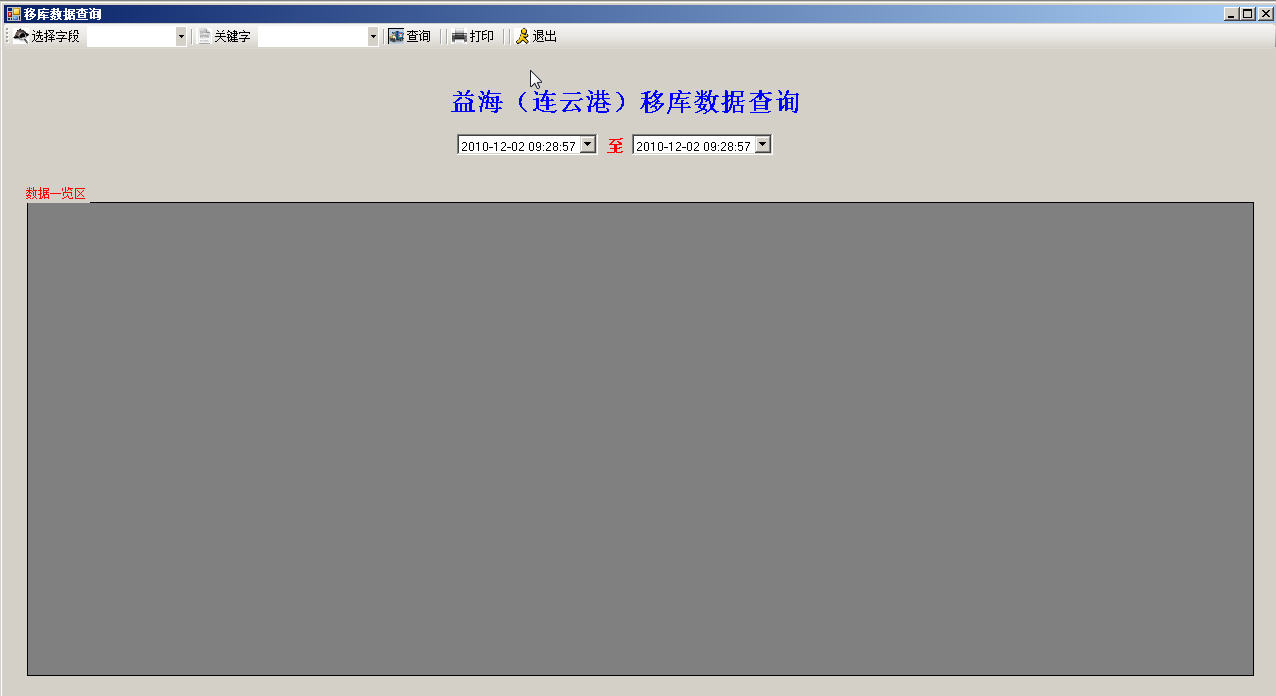 移库数据查询
选择字段 关键字 查询 打印 退出
益海（连云港）移库数据查询
2010-12-02 09:28:57 至 2010-12-02 09:28:57
数据一览区